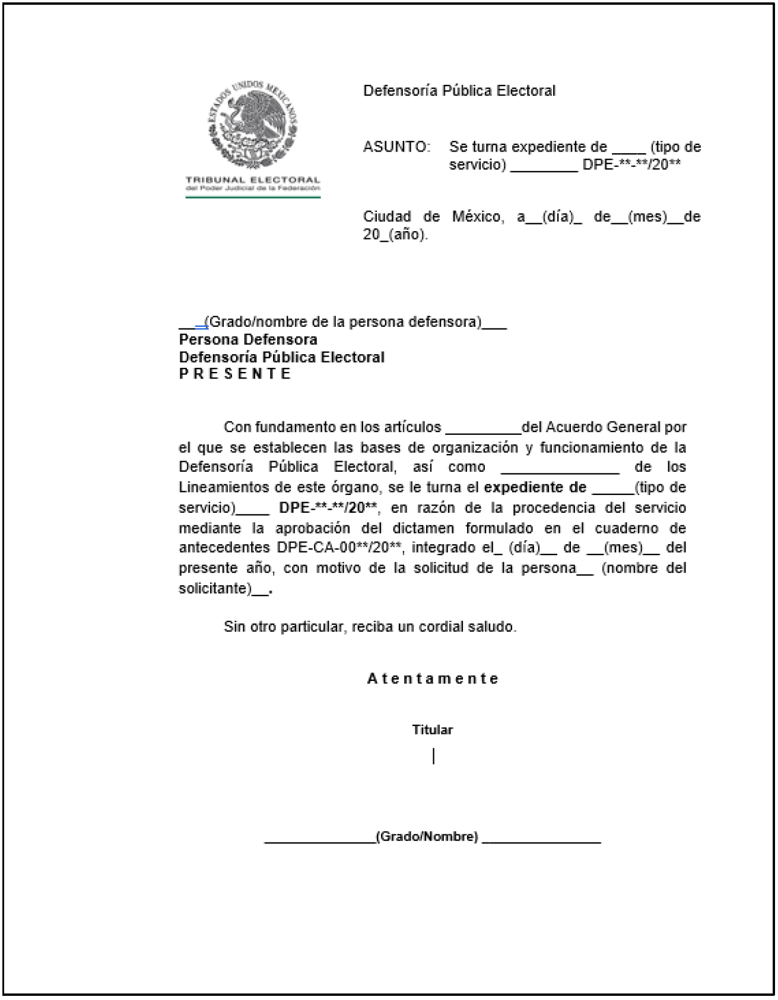 ESTADOS UNIDOS MEXICANOS
TRIBUNAL ELECTORAL
del Poder Judicial de la Federación
Defensoría Pública Electoral
ASUNTO: Se turna expediente de ____ (tipo de
servicio) ________ DPE-**-**/20**
Ciudad de México, a__(día)_ de__(mes)__de
20_(año).
___(Grado/nombre de la persona defensora)___
Persona Defensora
Defensoría Pública Electoral
P R E S E N T E
Con fundamento en los artículos _________del Acuerdo General por
el que se establecen las bases de organización y funcionamiento de la
Defensoría Pública Electoral, así como ______________ de los
Lineamientos de este órgano, se le turna el expediente de _____(tipo de
servicio)____ DPE-**-**/20**, en razón de la procedencia del servicio
mediante la aprobación del dictamen formulado en el cuaderno de
antecedentes DPE-CA-00**/20**, integrado el_ (día)__ de __(mes)__ del
presente año, con motivo de la solicitud de la persona__ (nombre del
solicitante)__.
Sin otro particular, reciba un cordial saludo.
A t e n t a m e n t e
Titular
______________(Grado/Nombre) _______________